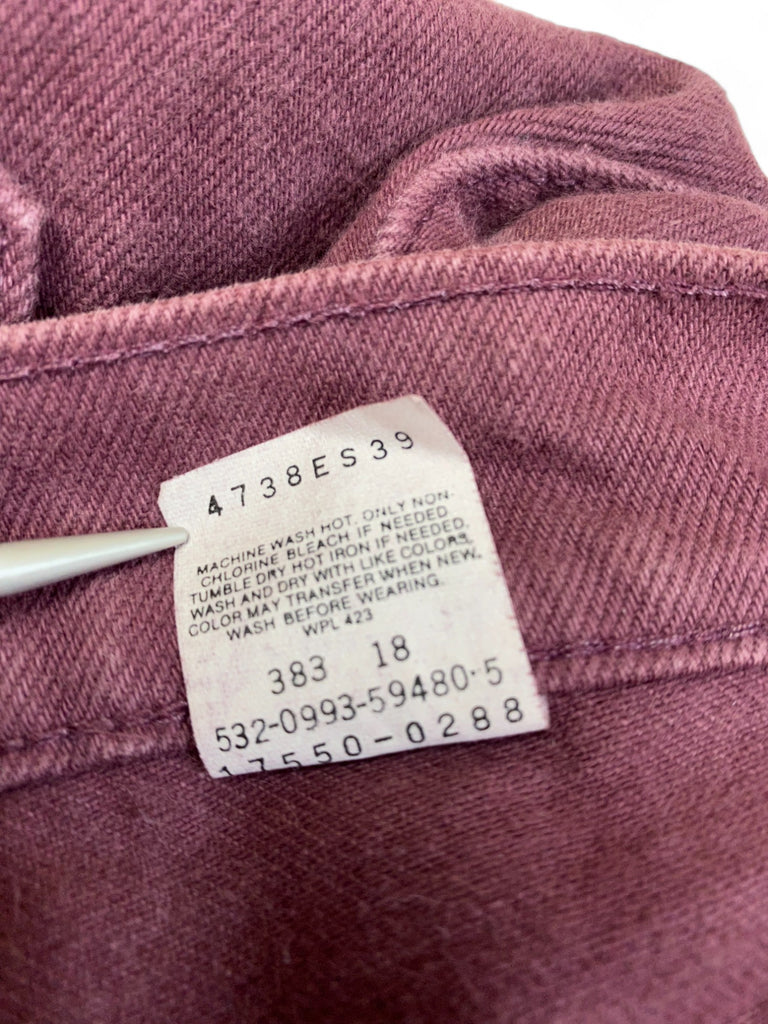 4738ES39
MACHINE WASH HOT. ONLY NON-
CHLORINE BLEACH IF NEEDED
TUMBLE DRY HOT IRON IF NEEDED.
WASH AND DRY WITH LIKE COLORS.
COLOR MAY TRANSFER WHEN NEW.
WASH BEFORE WEARING.
WPL 423
383 18
532-0993-59480-5
17550-0288